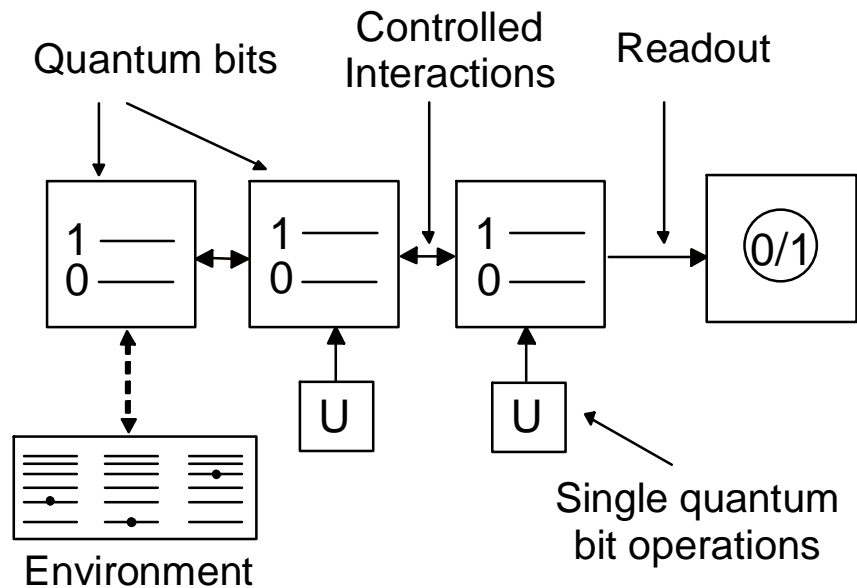 Quantum bits
Controlled
Interactions
Readout
1
0
1
0
1
0
0/1
U
U
Environment
Single quantum
bit operations